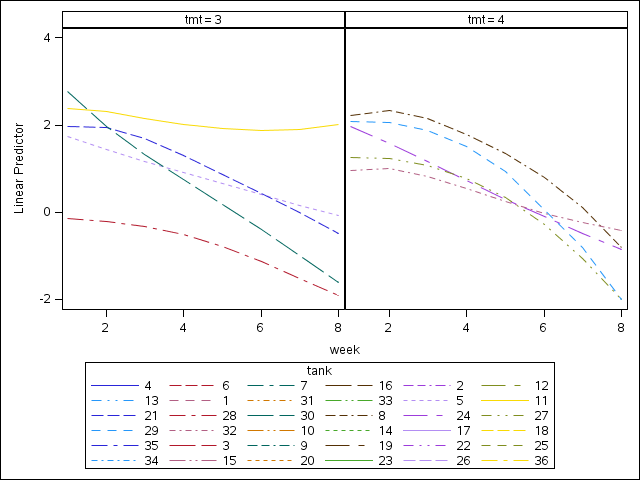 tmt = 3 tmt = 4
4
2
0
-2
Linear Predictor
2 4 6 8 2 4 6 8
week
tank
4 6 7 16 2 12
13 1 31 33 5 11
21 28 30 8 24 27
29 32 10 14 17 18
35 3 9 19 22 25
34 15 20 23 26 36